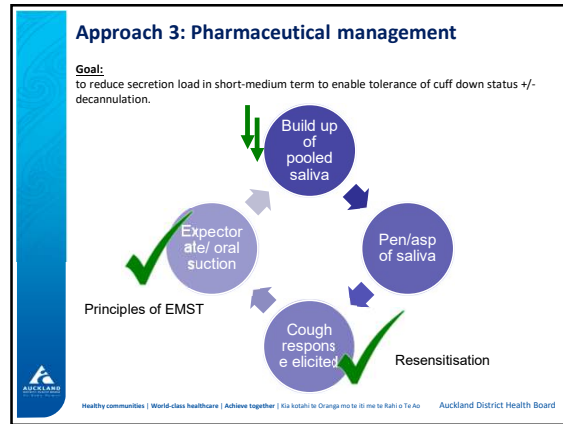 Approach 3: Pharmaceutical management
Goal:
to reduce secretion load in short-medium term to enable tolerance of cuff down status +/-
decannulation.
Build up
of
pooled
saliva
Pen/asp
of saliva
Cough
respons
e elicited
Resensitisation
Expector
ate/ oral
suction
Principles of EMST
AUCKLAND
DISTRICT HEALTH BOARD
Healthy communities | World-class healthcare | Achieve together | Kia kotahi te Oranga mo te iti me te Rahi o Te Ao
Auckland District Health Board